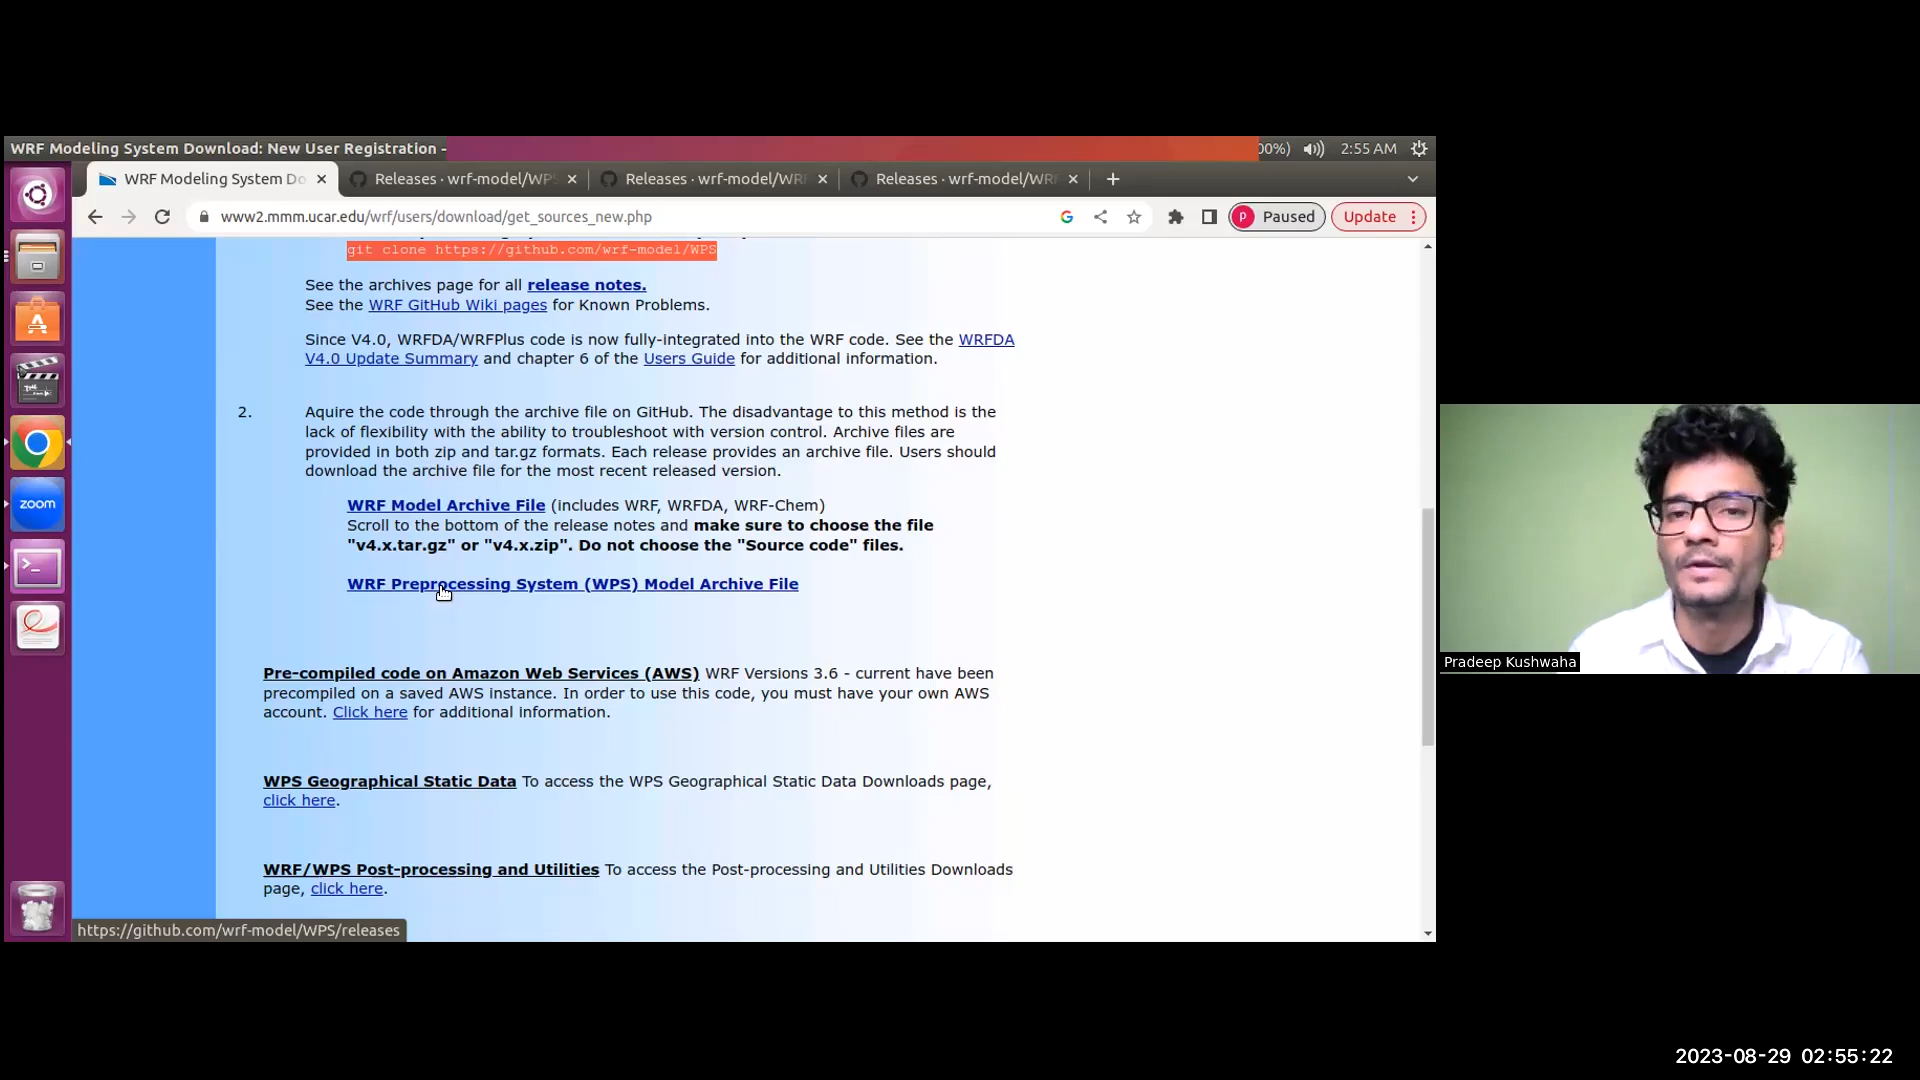 WRF Modeling System Download: New User Registration -
00%) 2:55 AM
WRF Modeling System Do
Releases · wrf-model/WPS
Releases · wrf-model/WRF
Releases · wrf-model/WRF
www2.mmm.ucar.edu/wrf/users/download/get_sources_new.php
P Paused
Update
git clone https://github.com/wrf-model/WPS
See the archives page for all release notes.
See the WRF GitHub Wiki pages for Known Problems.
Since V4.0, WRFDA/WRFPlus code is now fully-integrated into the WRF code. See the WRFDA
V4.0 Update Summary and chapter 6 of the Users Guide for additional information.
2. Aquire the code through the archive file on GitHub. The disadvantage to this method is the
lack of flexibility with the ability to troubleshoot with version control. Archive files are
provided in both zip and tar.gz formats. Each release provides an archive file. Users should
download the archive file for the most recent released version.
WRF Model Archive File (includes WRF, WRFDA, WRF-Chem)
Scroll to the bottom of the release notes and make sure to choose the file
"v4.x.tar.gz" or "v4.x.zip". Do not choose the "Source code" files.
WRF Preprocessing System (WPS) Model Archive File
Pre-compiled code on Amazon Web Services (AWS) WRF Versions 3.6 - current have been
precompiled on a saved AWS instance. In order to use this code, you must have your own AWS
account. Click here for additional information.
WPS Geographical Static Data To access the WPS Geographical Static Data Downloads page,
click here.
WRF/WPS Post-processing and Utilities To access the Post-processing and Utilities Downloads
page, click here.
https://github.com/wrf-model/WPS/releases
zoom
Pradeep Kushwaha
2023-08-29 02:55:22